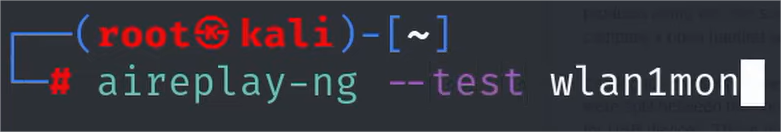 (root㉿kali)-[~]
# aireplay-ng --test wlan1mon